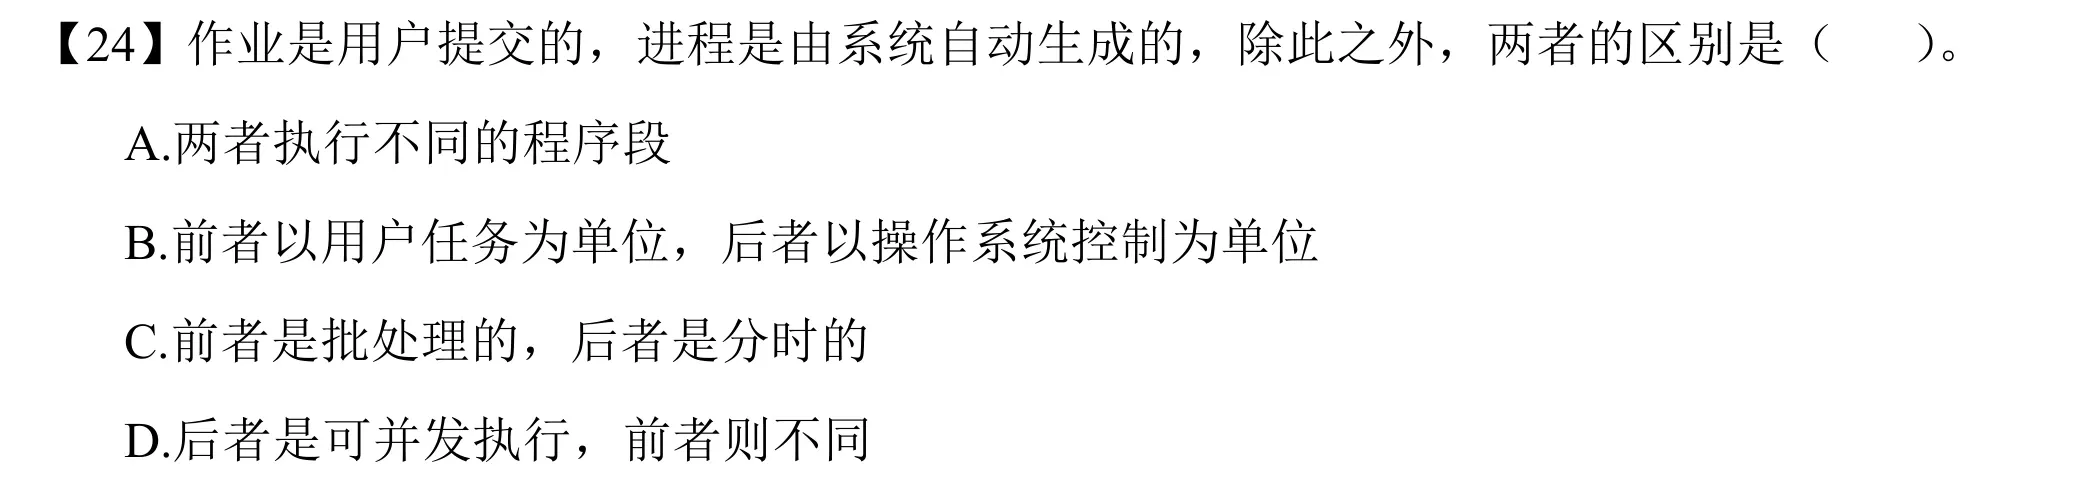 【24】作业是用户提交的，进程是由系统自动生成的，除此之外，两者的区别是（　　）。
A.两者执行不同的程序段
B.前者以用户任务为单位，后者以操作系统控制为单位
C.前者是批处理的，后者是分时的
D.后者是可并发执行，前者则不同